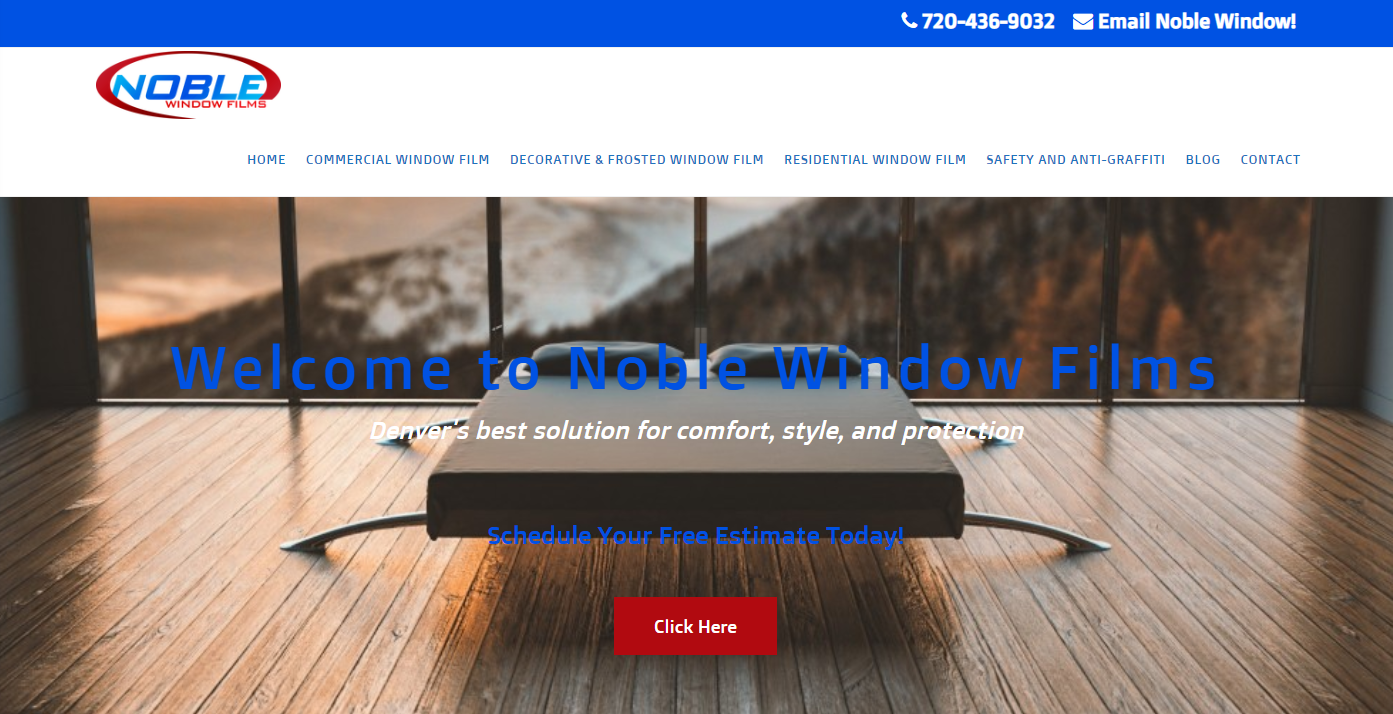 720-436-9032 Email Noble Window!
NOBLE
WINDOW FILMS
HOME COMMERCIAL WINDOW FILM DECORATIVE & FROSTED WINDOW FILM RESIDENTIAL WINDOW FILM SAFETY AND ANTI-GRAFFITI BLOG CONTACT
Welcome to Noble Window Films
Denver's best solution for comfort, style, and protection
Schedule Your Free Estimate Today!
Click Here